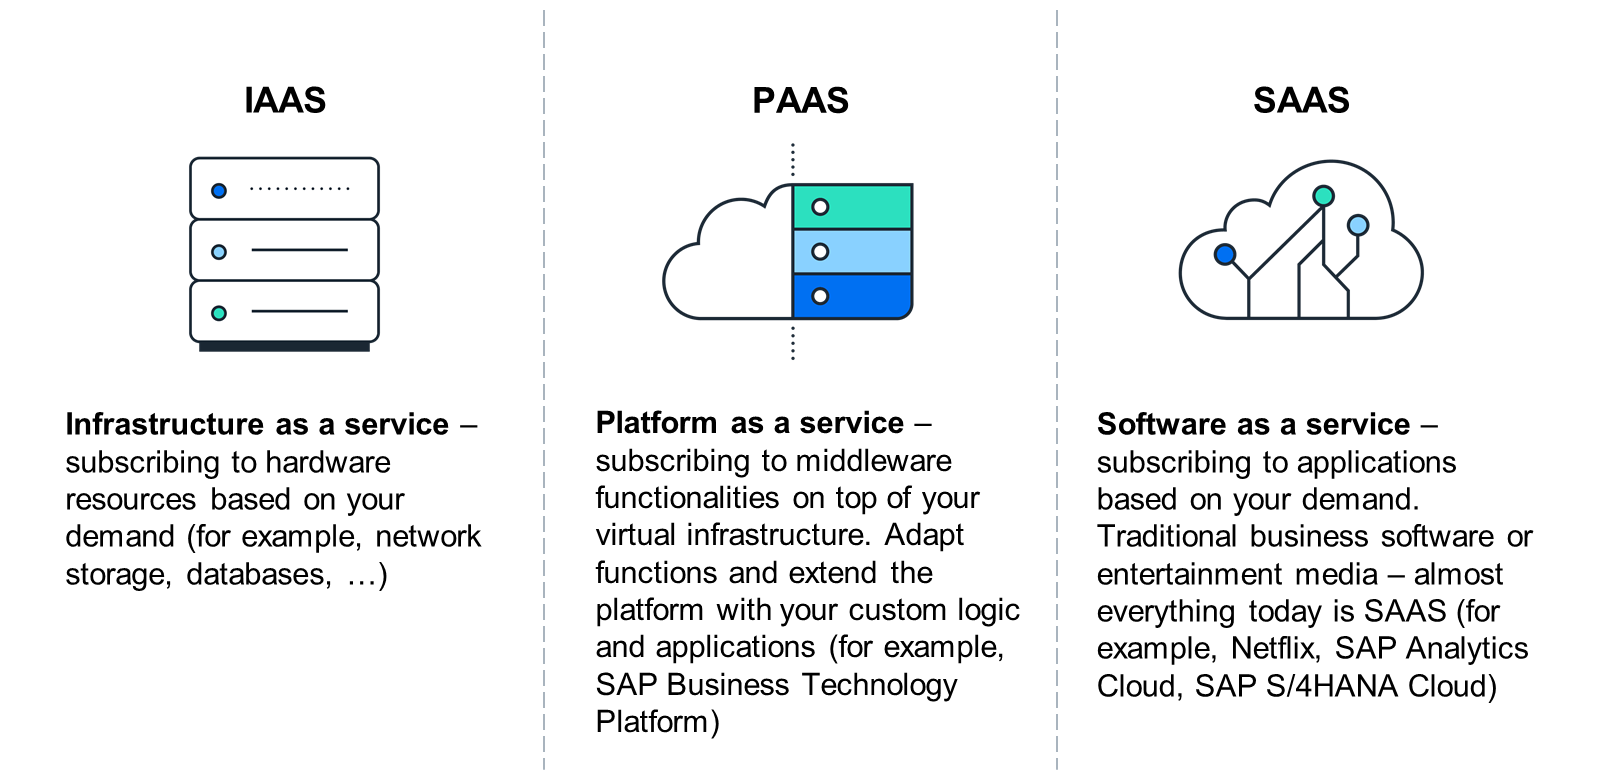 IAAS
Infrastructure as a service –
subscribing to hardware
resources based on your
demand (for example, network
storage, databases, …)
PAAS
Platform as a service –
subscribing to middleware
functionalities on top of your
virtual infrastructure. Adapt
functions and extend the
platform with your custom logic
and applications (for example,
SAP Business Technology
Platform)
SAAS
Software as a service –
subscribing to applications
based on your demand.
Traditional business software or
entertainment media – almost
everything today is SAAS (for
example, Netflix, SAP Analytics
Cloud, SAP S/4HANA Cloud)